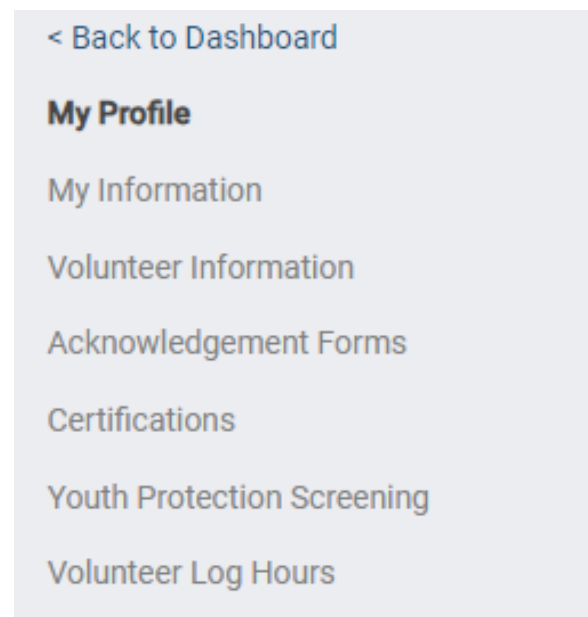 < Back to Dashboard
My Profile
My Information
Volunteer Information
Acknowledgement Forms
Certifications
Youth Protection Screening
Volunteer Log Hours